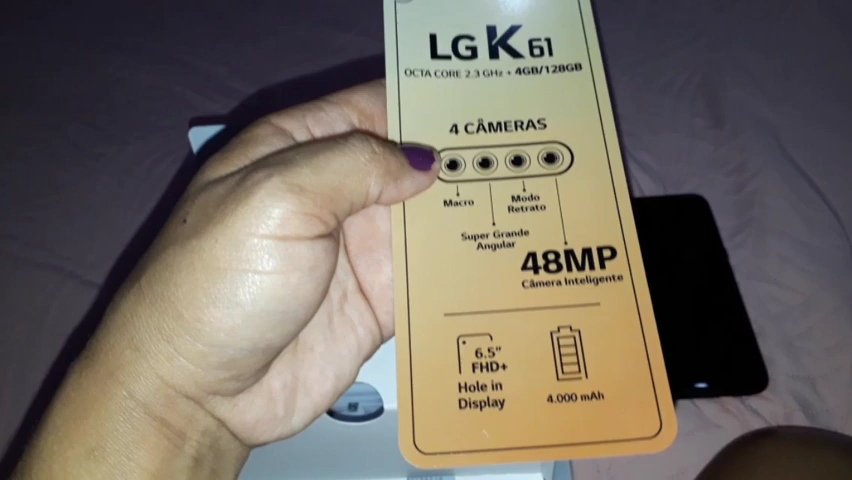 LG K61
OCTA CORE 2.3 GHz + 4GB/128GB
4 CÂMERAS
Macro
Modo
Retrato
Super Grande
Angular
48MP
Câmera Inteligente
6.5"
FHD+
Hole in
Display
4.000 mAh